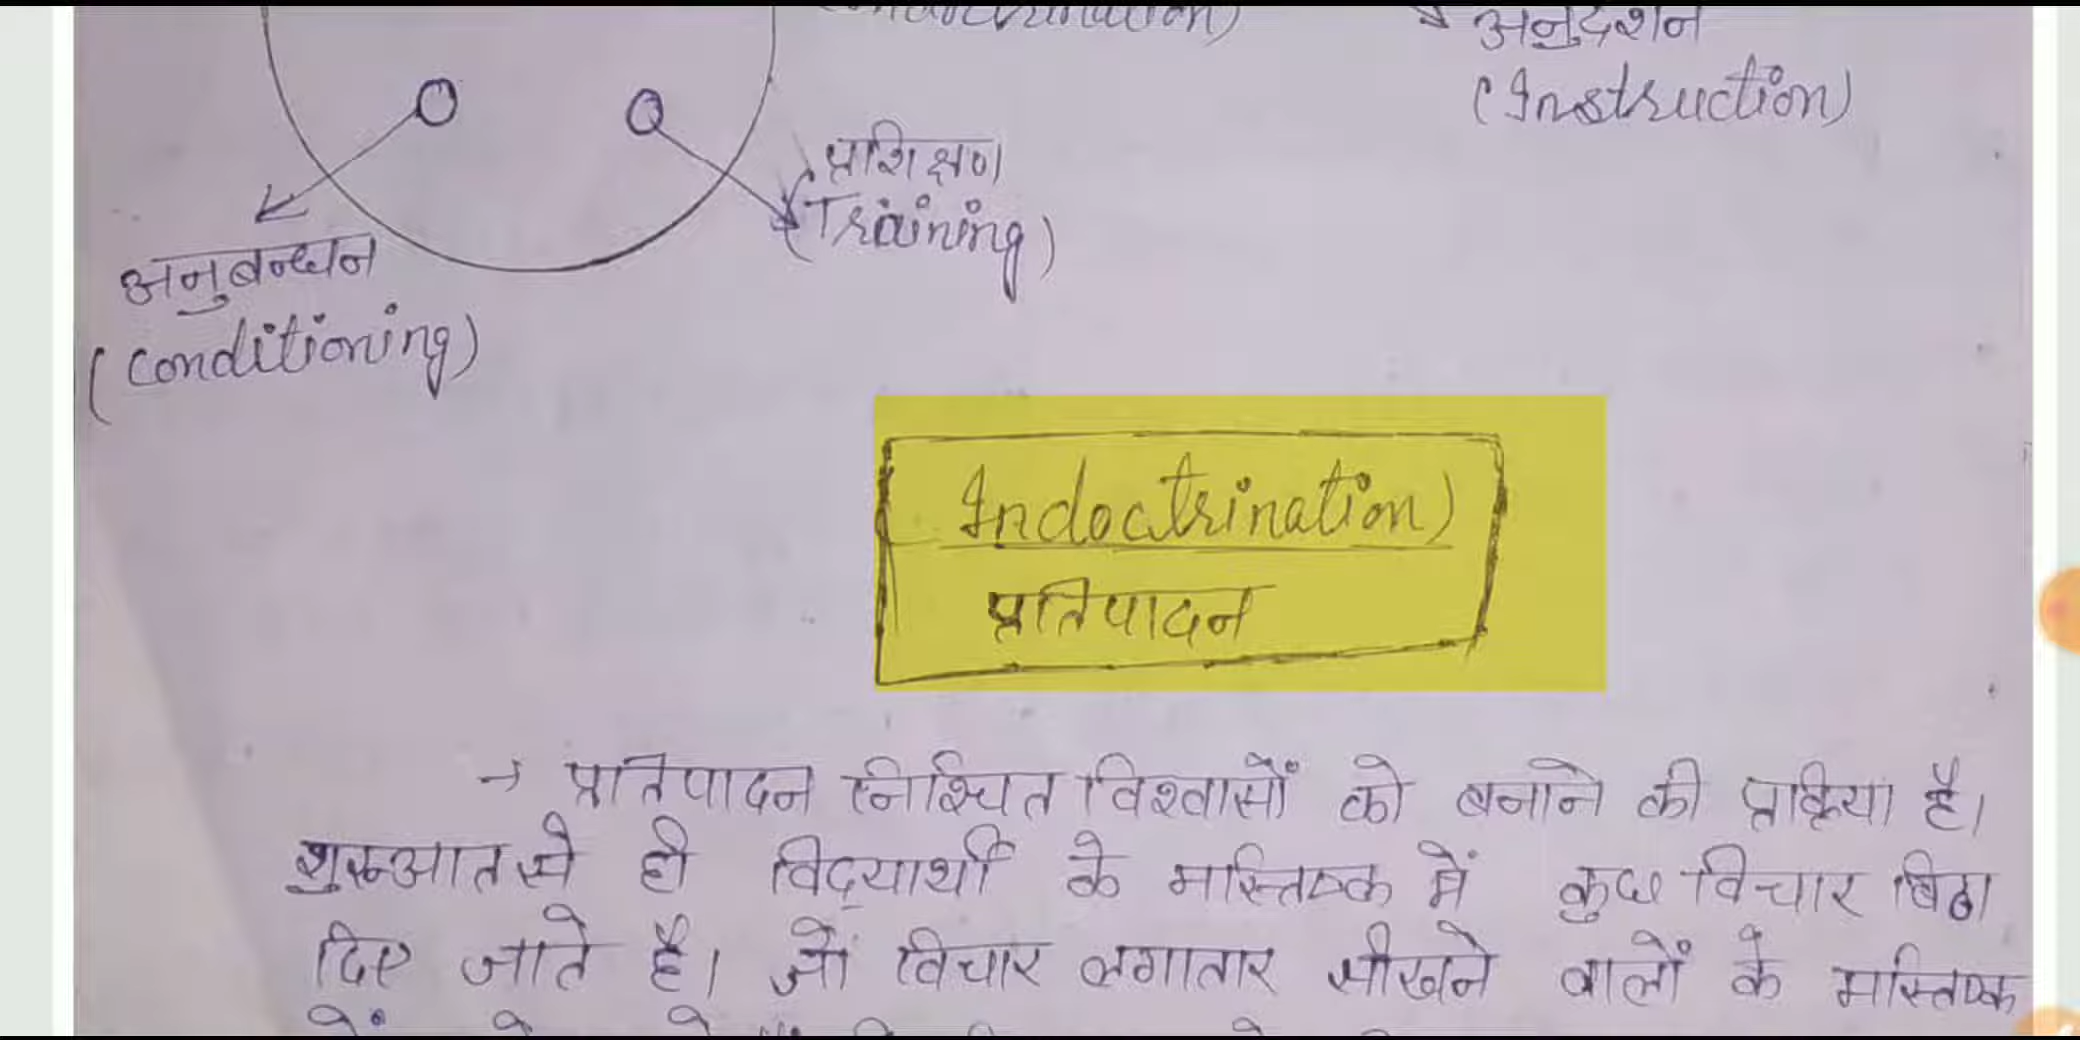 अनुदेशन
(Instruction)
प्रशिक्षण
(Training)
अनुबन्धन
(Conditioning)
Indoctrination)
प्रतिपादन
→ प्रतिपादन निश्चित विश्वासों को बनाने की प्रक्रिया है।
शुरूआत से ही विद्यार्थी के मस्तिष्क में कुछ विचार बिठा
दिए जाते है। जो विचार लगातार सीखने वालों के मस्तिष्क